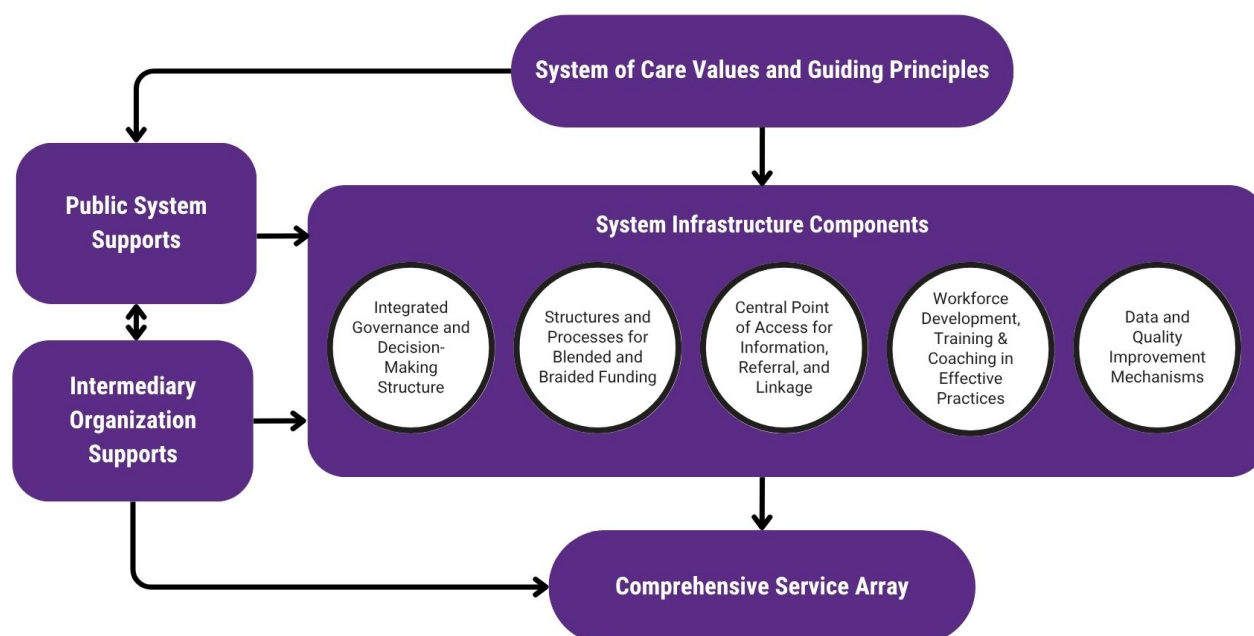 System of Care Values and Guiding Principles
Public System
Supports
System Infrastructure Components
Integrated
Governance and
Decision-
Making
Structure
Structures and
Processes for
Blended and
Braided Funding
Central Point
of Access for
Information,
Referral, and
Linkage
Workforce
Development,
Training &
Coaching in
Effective
Practices
Data and
Quality
Improvement
Mechanisms
Intermediary
Organization
Supports
Comprehensive Service Array